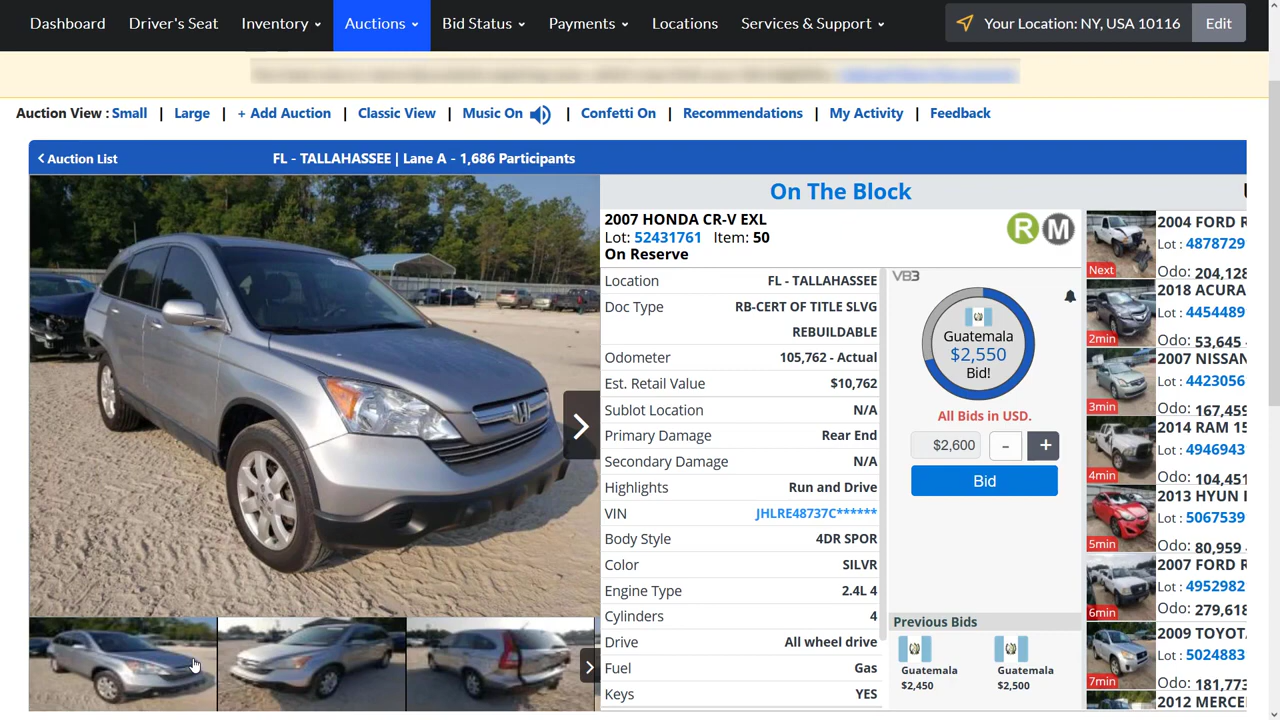 Dashboard Driver's Seat Inventory Auctions Bid Status Payments Locations Services & Support Your Location: NY, USA 10116 Edit
Auction View : Small | Large | + Add Auction | Classic View | Music On | Confetti On | Recommendations | My Activity | Feedback
Auction List FL - TALLAHASSEE | Lane A - 1,686 Participants
On The Block
2007 HONDA CR-V EXL
Lot: 52431761 Item: 50
On Reserve
R M
Location FL - TALLAHASSEE
Doc Type RB-CERT OF TITLE SLVG
REBUILDABLE
Odometer 105,762 - Actual
Est. Retail Value $10,762
Sublot Location N/A
Primary Damage Rear End
Secondary Damage N/A
Highlights Run and Drive
VIN JHLRE48737C******
Body Style 4DR SPOR
Color SILVR
Engine Type 2.4L 4
Cylinders 4
Drive All wheel drive
Fuel Gas
Keys YES
VB3
Guatemala
$2,550
Bid!
All Bids in USD.
$2,600 - +
Bid
Previous Bids
Guatemala Guatemala
$2,450 $2,500
2004 FORD R
Lot : 4878729
Next Odo: 204,128
2018 ACURA
Lot : 4454489
2min Odo: 53,645
2007 NISSAN
Lot : 4423056
3min Odo: 167,459
2014 RAM 15
Lot : 4946943
4min Odo: 104,451
2013 HYUN
Lot : 5067539
5min Odo: 80,959
2007 FORD R
Lot : 4952982
6min Odo: 279,618
2009 TOYOT
Lot : 5024883
7min Odo: 181,773
2012 MERCE